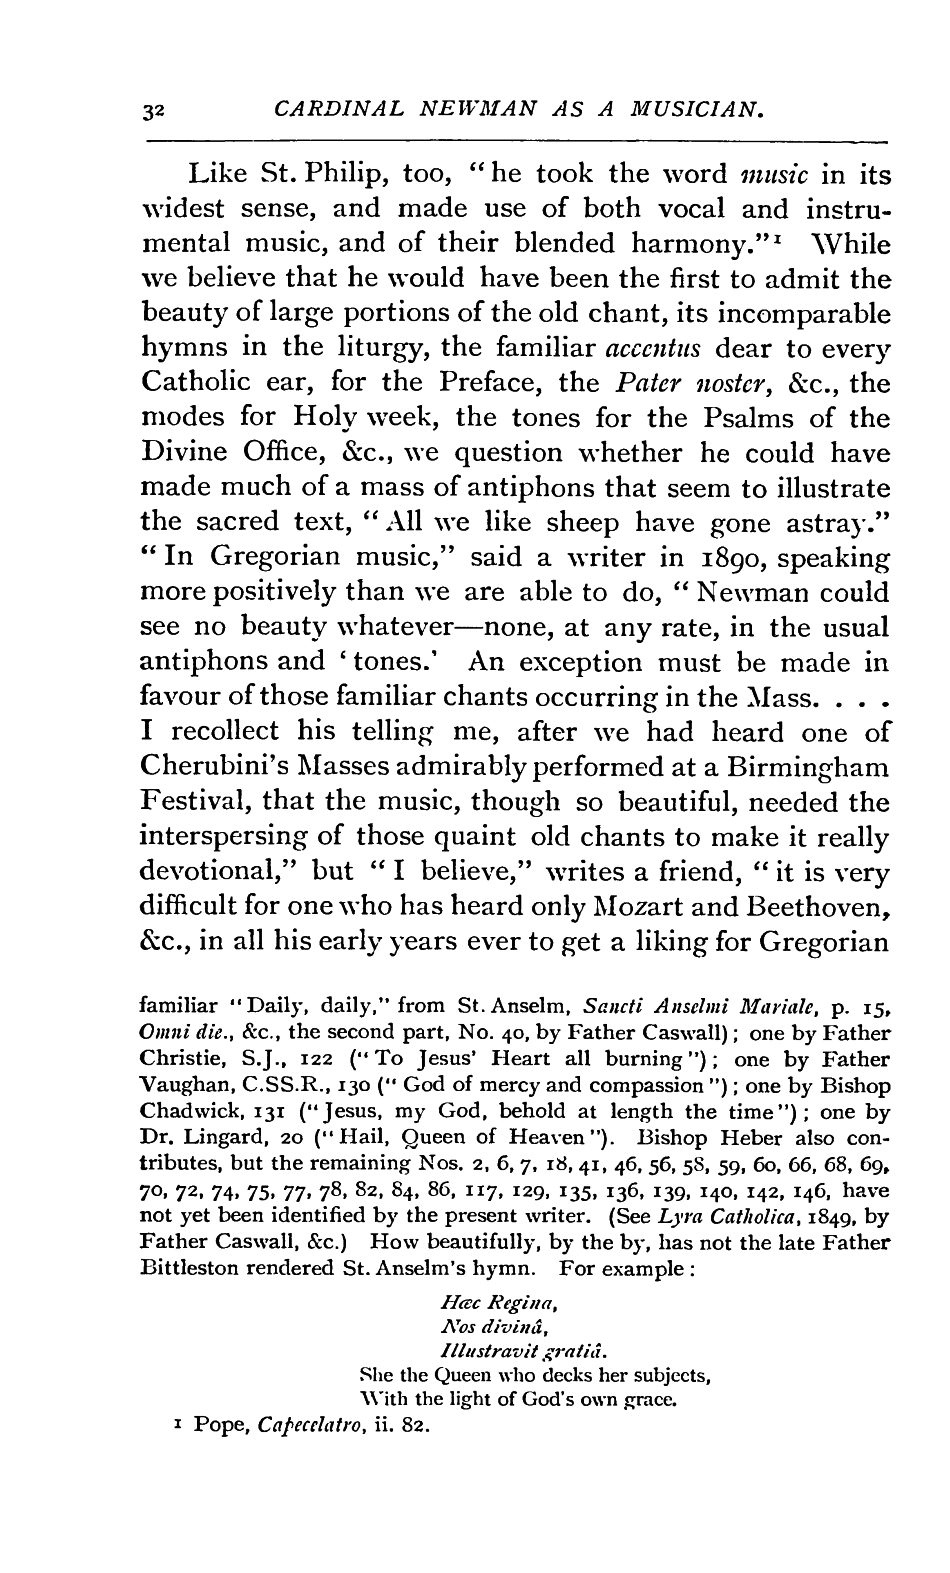 32 CARDINAL NEWMAN AS A MUSICIAN.
Like St. Philip, too, “he took the word music in its
widest sense, and made use of both vocal and instru-
mental music, and of their blended harmony.”¹ While
we believe that he would have been the first to admit the
beauty of large portions of the old chant, its incomparable
hymns in the liturgy, the familiar accentus dear to every
Catholic ear, for the Preface, the Pater noster, &c., the
modes for Holy week, the tones for the Psalms of the
Divine Office, &c., we question whether he could have
made much of a mass of antiphons that seem to illustrate
the sacred text, “All we like sheep have gone astray.”
“In Gregorian music,” said a writer in 1890, speaking
more positively than we are able to do, “Newman could
see no beauty whatever—none, at any rate, in the usual
antiphons and ‘tones.’ An exception must be made in
favour of those familiar chants occurring in the Mass. . . .
I recollect his telling me, after we had heard one of
Cherubini’s Masses admirably performed at a Birmingham
Festival, that the music, though so beautiful, needed the
interspersing of those quaint old chants to make it really
devotional,” but “I believe,” writes a friend, “it is very
difficult for one who has heard only Mozart and Beethoven,
&c., in all his early years ever to get a liking for Gregorian
familiar “Daily, daily,” from St. Anselm, Sancti Anselmi Mariale, p. 15,
Omni die., &c., the second part, No. 40, by Father Caswall); one by Father
Christie, S.J., 122 (“To Jesus’ Heart all burning”); one by Father
Vaughan, C.SS.R., 130 (“God of mercy and compassion”); one by Bishop
Chadwick, 131 (“Jesus, my God, behold at length the time”); one by
Dr. Lingard, 20 (“Hail, Queen of Heaven”). Bishop Heber also con-
tributes, but the remaining Nos. 2, 6, 7, 18, 41, 46, 56, 58, 59, 60, 66, 68, 69,
70, 72, 74, 75, 77, 78, 82, 84, 86, 117, 129, 135, 136, 139, 140, 142, 146, have
not yet been identified by the present writer. (See Lyra Catholica, 1849, by
Father Caswall, &c.) How beautifully, by the by, has not the late Father
Bittleston rendered St. Anselm’s hymn. For example:
Hæc Regina,
Nos divinâ,
Illustravit gratiâ.
She the Queen who decks her subjects,
With the light of God’s own grace.
1 Pope, Capecelatro, ii. 82.